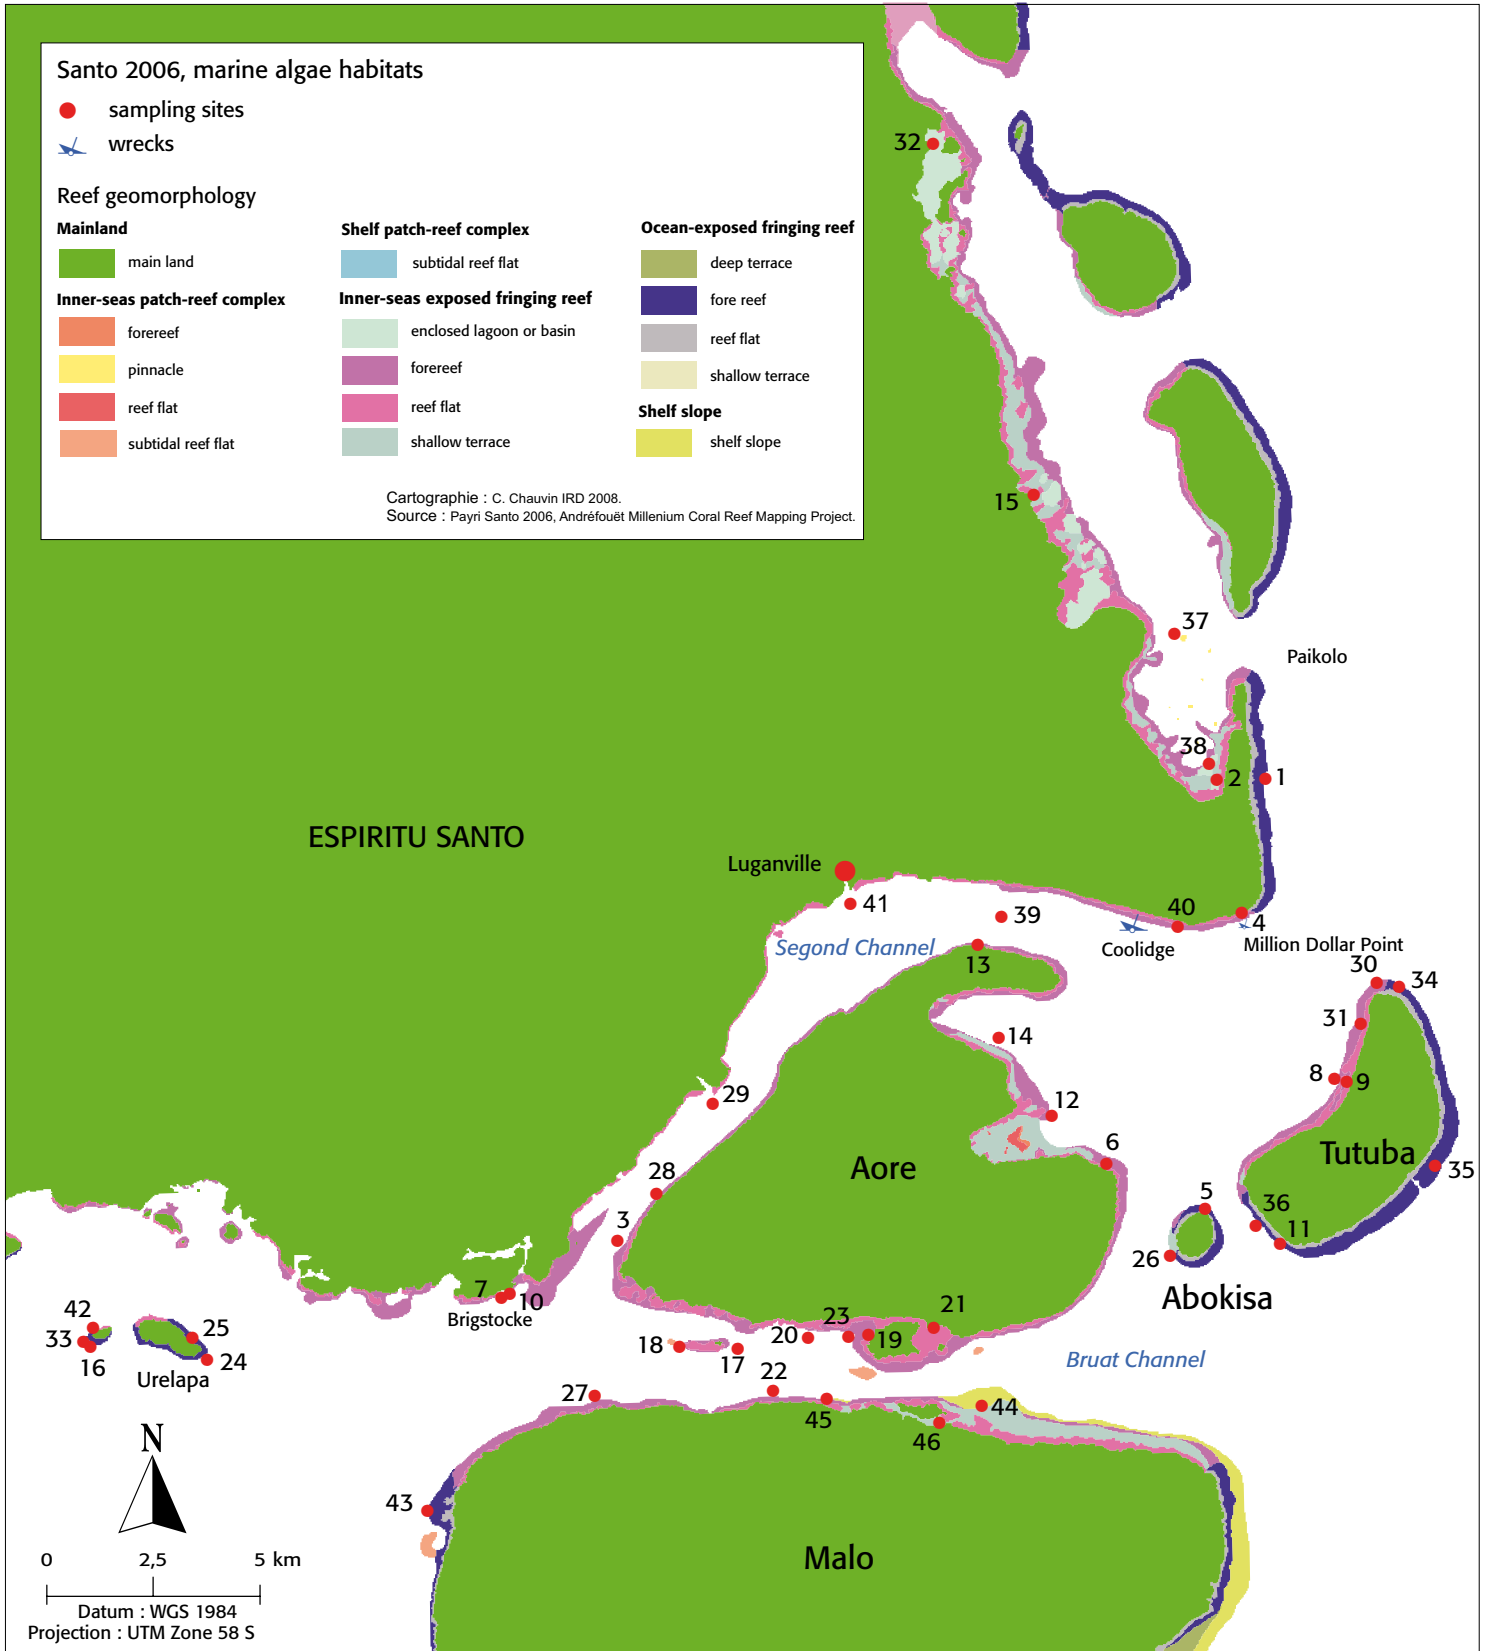 Santo 2006, marine algae habitats
sampling sites
wrecks
Reef geomorphology
Mainland
main land
Inner-seas patch-reef complex
forereef
pinnacle
reef flat
subtidal reef flat
Shelf patch-reef complex
subtidal reef flat
Inner-seas exposed fringing reef
enclosed lagoon or basin
forereef
reef flat
shallow terrace
Ocean-exposed fringing reef
deep terrace
fore reef
reef flat
shallow terrace
Shelf slope
shelf slope
Cartographie : C. Chauvin IRD 2008.
Source : Payri Santo 2006, Andréfouët Millenium Coral Reef Mapping Project.
32
15
37
Paikolo
38
2
1
ESPIRITU SANTO
Luganville
41
39
40
4
Segond Channel
Coolidge
Million Dollar Point
13
30
34
31
14
8
9
29
12
6
Aore
Tutuba
35
28
5
36
3
11
26
7
10
Abokisa
Brigstocke
42
33
16
25
24
Urelapa
18
17
20
23
19
21
Bruat Channel
22
27
45
44
46
N
43
Malo
0
2,5
5 km
Datum : WGS 1984
Projection : UTM Zone 58 S